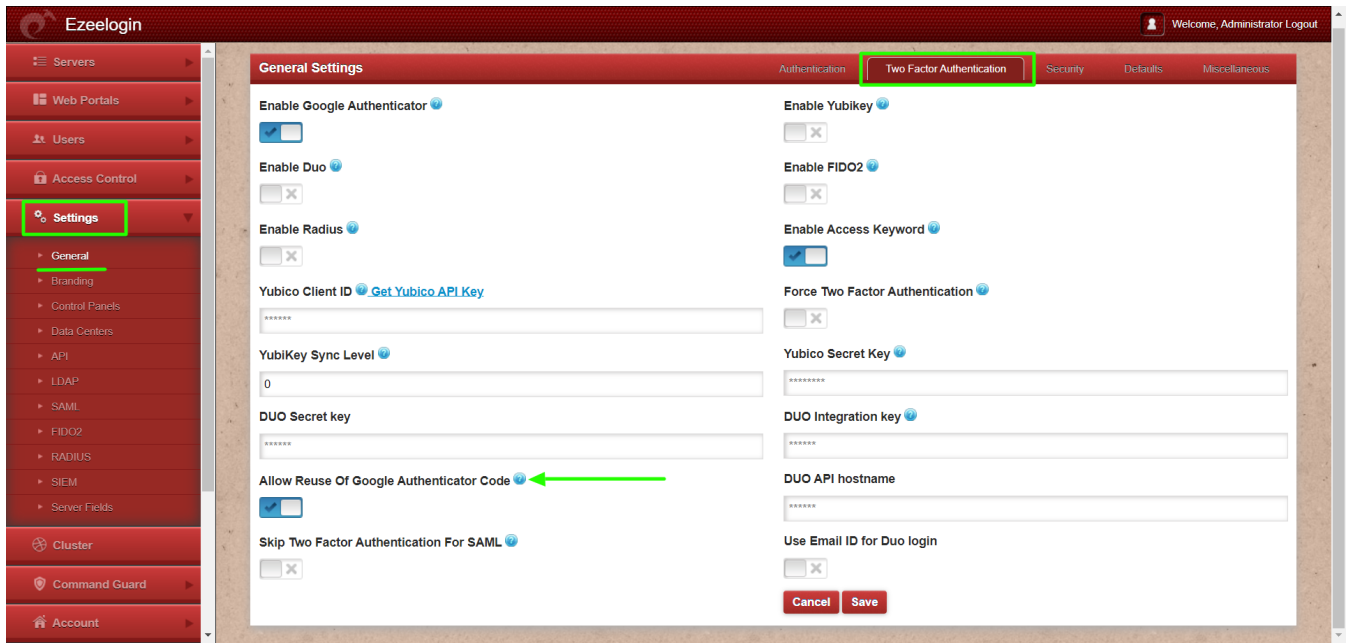 Ezeelogin
Welcome, Administrator Logout
Servers
Web Portals
Users
Access Control
Settings
General
Branding
Control Panels
Data Centers
API
LDAP
SAML
FIDO2
RADIUS
SIEM
Server Fields
Cluster
Command Guard
Account
General Settings
Authentication
Two Factor Authentication
Security
Defaults
Miscellaneous
Enable Google Authenticator
Enable Yubikey
Enable Duo
Enable FIDO2
Enable Radius
Enable Access Keyword
Yubico Client ID Get Yubico API Key
Force Two Factor Authentication
******
YubiKey Sync Level
Yubico Secret Key
0
********
DUO Secret key
DUO Integration key
******
******
Allow Reuse Of Google Authenticator Code
DUO API hostname
******
Skip Two Factor Authentication For SAML
Use Email ID for Duo login
Cancel
Save